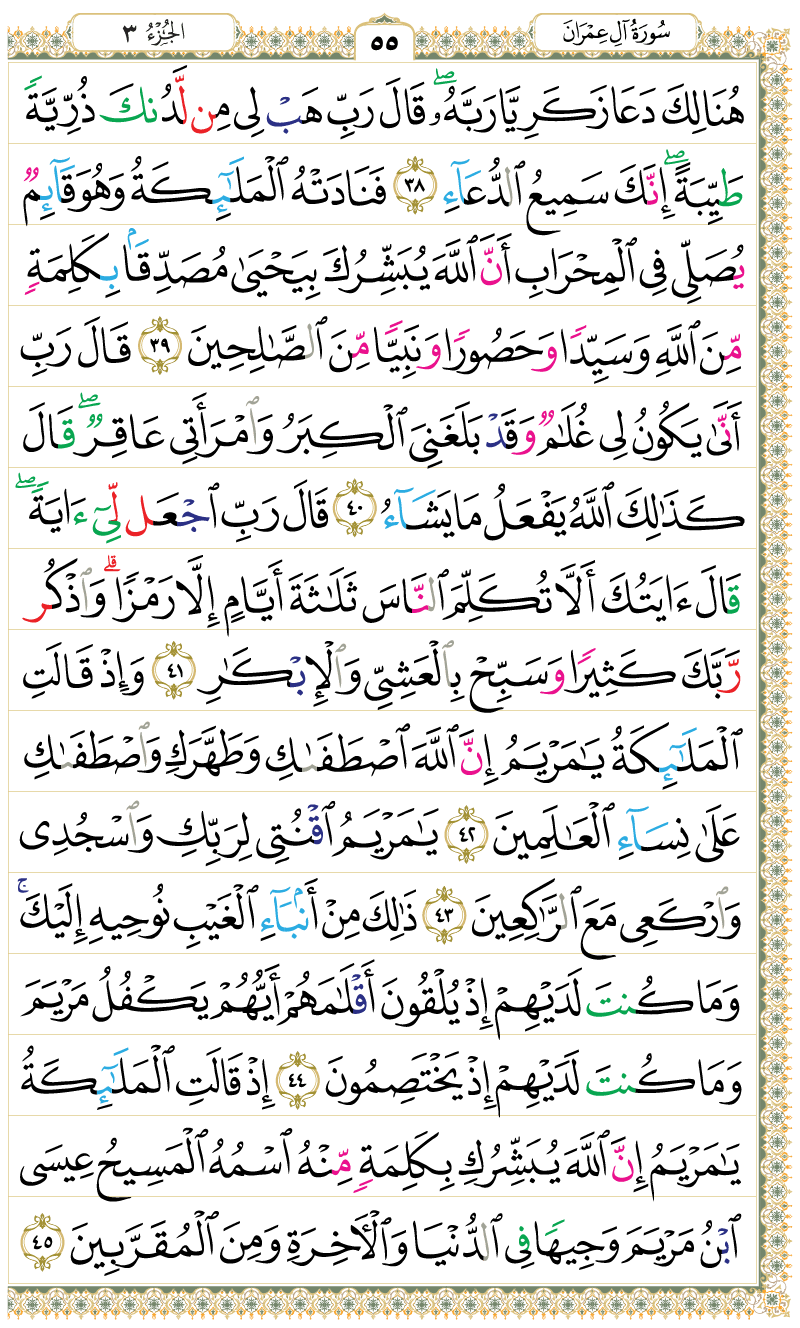 سُورَةُ آلِ عِمْرَانَ
٥٥
الْجُزْءُ ٣
هُنَالِكَ دَعَا زَكَرِيَّا رَبَّهُۥ ۖ قَالَ رَبِّ هَبْ لِى مِن لَّدُنكَ ذُرِّيَّةً
طَيِّبَةً ۖ إِنَّكَ سَمِيعُ ٱلدُّعَآءِ ٣٨ فَنَادَتْهُ ٱلْمَلَـٰٓئِكَةُ وَهُوَ قَآئِمٌ
يُصَلِّى فِى ٱلْمِحْرَابِ أَنَّ ٱللَّهَ يُبَشِّرُكَ بِيَحْيَىٰ مُصَدِّقًۢا بِكَلِمَةٍ
مِّنَ ٱللَّهِ وَسَيِّدًا وَحَصُورًا وَنَبِيًّا مِّنَ ٱلصَّـٰلِحِينَ ٣٩ قَالَ رَبِّ
أَنَّىٰ يَكُونُ لِى غُلَـٰمٌ وَقَدْ بَلَغَنِىَ ٱلْكِبَرُ وَٱمْرَأَتِى عَاقِرٌ ۖ قَالَ
كَذَٰلِكَ ٱللَّهُ يَفْعَلُ مَا يَشَآءُ ٤٠ قَالَ رَبِّ ٱجْعَل لِّىٓ ءَايَةً ۖ
قَالَ ءَايَتُكَ أَلَّا تُكَلِّمَ ٱلنَّاسَ ثَلَـٰثَةَ أَيَّامٍ إِلَّا رَمْزًا ۗ وَٱذْكُر
رَّبَّكَ كَثِيرًا وَسَبِّحْ بِٱلْعَشِىِّ وَٱلْإِبْكَـٰرِ ٤١ وَإِذْ قَالَتِ
ٱلْمَلَـٰٓئِكَةُ يَـٰمَرْيَمُ إِنَّ ٱللَّهَ ٱصْطَفَىٰكِ وَطَهَّرَكِ وَٱصْطَفَىٰكِ
عَلَىٰ نِسَآءِ ٱلْعَـٰلَمِينَ ٤٢ يَـٰمَرْيَمُ ٱقْنُتِى لِرَبِّكِ وَٱسْجُدِى
وَٱرْكَعِى مَعَ ٱلرَّٰكِعِينَ ٤٣ ذَٰلِكَ مِنْ أَنۢبَآءِ ٱلْغَيْبِ نُوحِيهِ إِلَيْكَ ۚ
وَمَا كُنتَ لَدَيْهِمْ إِذْ يُلْقُونَ أَقْلَـٰمَهُمْ أَيُّهُمْ يَكْفُلُ مَرْيَمَ
وَمَا كُنتَ لَدَيْهِمْ إِذْ يَخْتَصِمُونَ ٤٤ إِذْ قَالَتِ ٱلْمَلَـٰٓئِكَةُ
يَـٰمَرْيَمُ إِنَّ ٱللَّهَ يُبَشِّرُكِ بِكَلِمَةٍ مِّنْهُ ٱسْمُهُ ٱلْمَسِيحُ عِيسَى
ٱبْنُ مَرْيَمَ وَجِيهًا فِى ٱلدُّنْيَا وَٱلْـَٔاخِرَةِ وَمِنَ ٱلْمُقَرَّبِينَ ٤٥